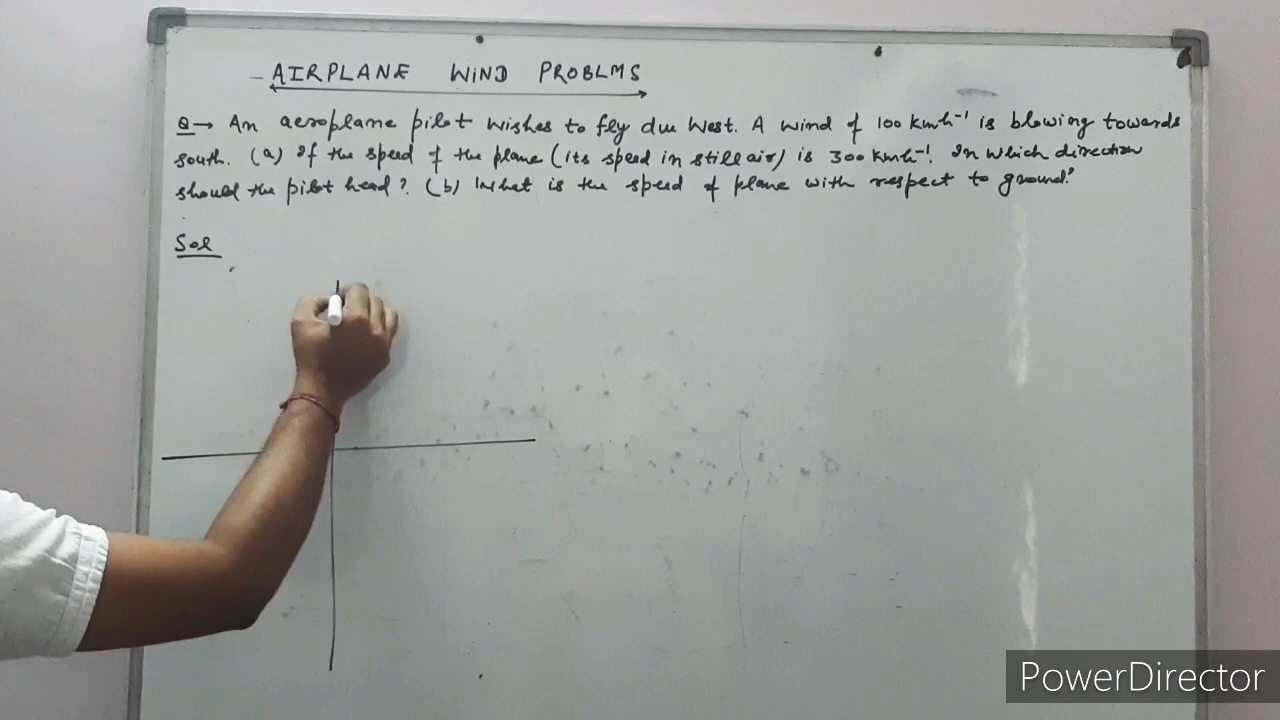 AIRPLANE WIND PROBLMS
Q→ An aeroplane pilot wishes to fly due West. A wind of 100 Kmh⁻¹ is blowing towards
south. (a) If the speed of the plane (its speed in still air) is 300 Kmh⁻¹. In which direction
should the pilot head? (b) What is the speed of plane with respect to ground?
Sol
PowerDirector